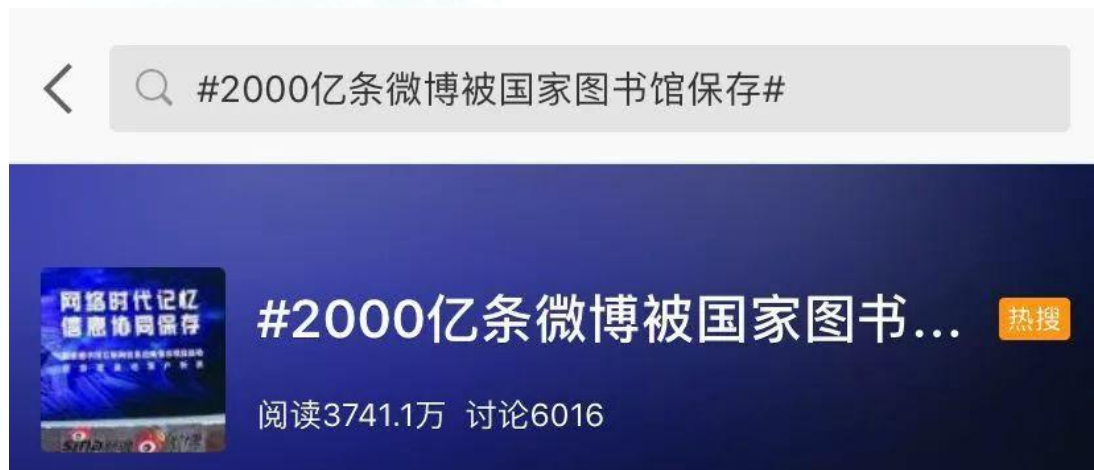 #2000亿条微博被国家图书馆保存#
网络时代记忆
信息协同保存
#2000亿条微博被国家图书...
热搜
阅读3741.1万 讨论6016
sina